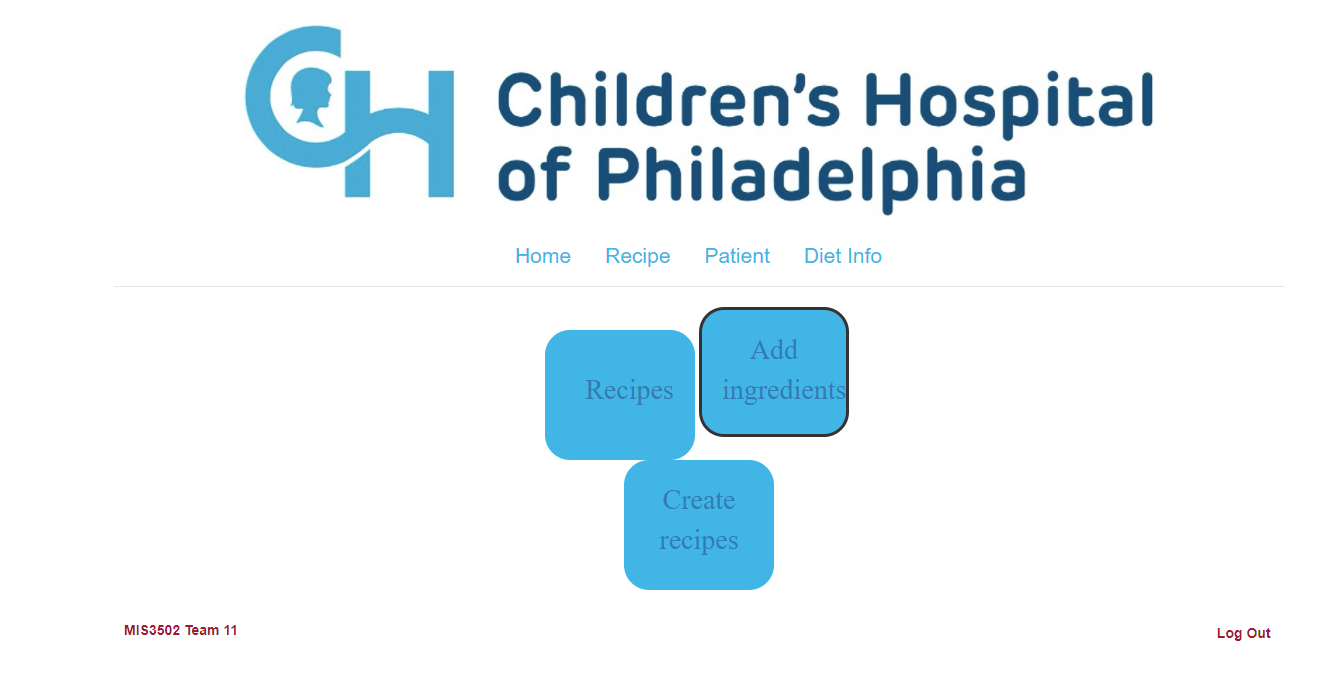 CH
Children's Hospital
of Philadelphia
Home Recipe Patient Diet Info
Recipes
Add
ingredients
Create
recipes
MIS3502 Team 11
Log Out